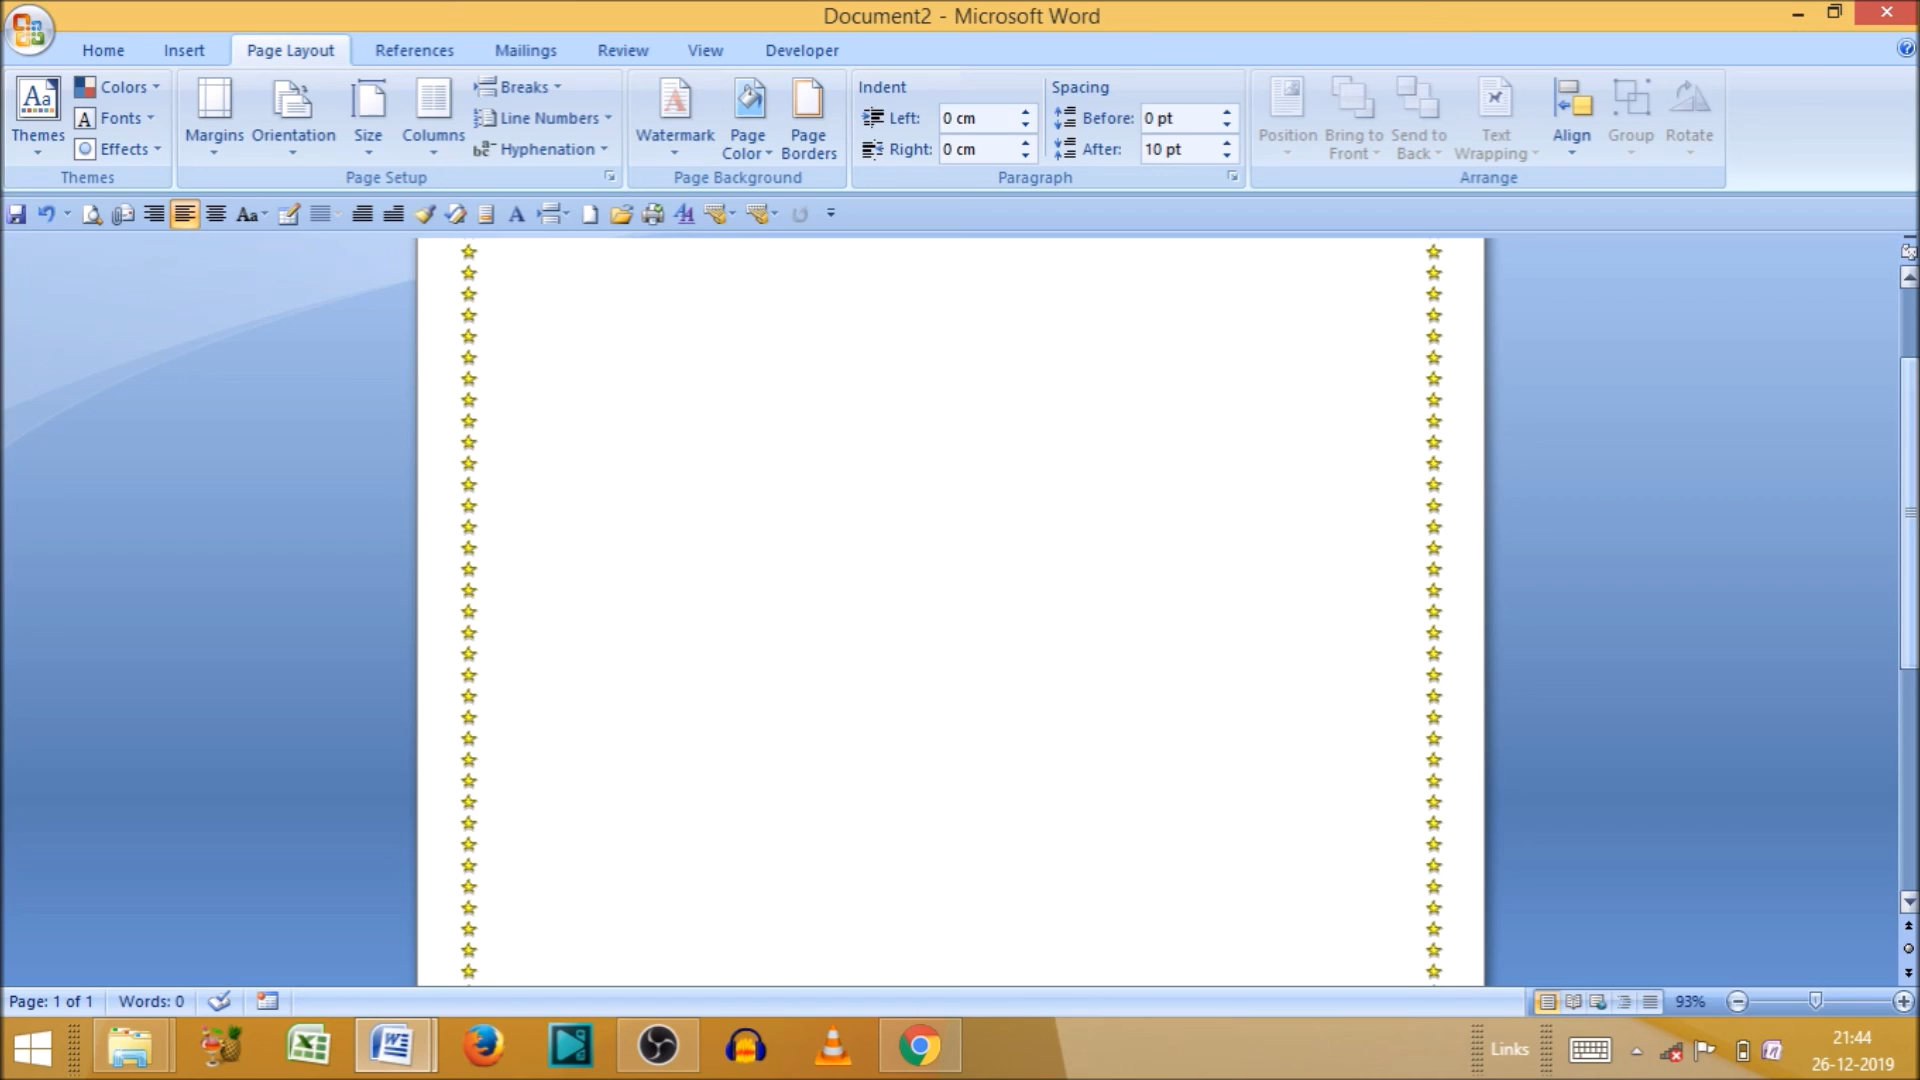 Document2 - Microsoft Word
Home Insert Page Layout References Mailings Review View Developer
Themes
Colors
Fonts
Effects
Themes
Margins Orientation Size Columns
Breaks
Line Numbers
Hyphenation
Page Setup
Watermark
Page Color
Page Borders
Page Background
Indent
Left: 0 cm
Right: 0 cm
Spacing
Before: 0 pt
After: 10 pt
Paragraph
Position
Bring to Front
Send to Back
Text Wrapping
Align
Group
Rotate
Arrange
Page: 1 of 1 Words: 0
93%
Links
21:44
26-12-2019